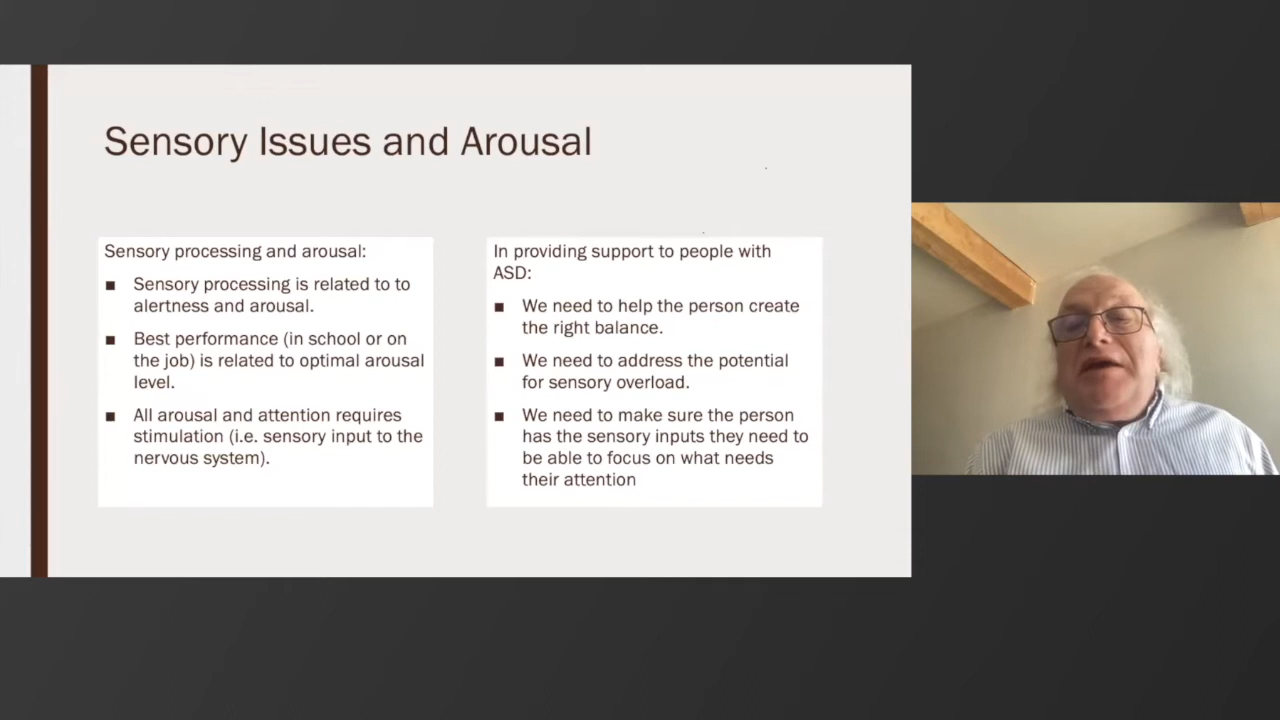 Sensory Issues and Arousal
Sensory processing and arousal:
■ Sensory processing is related to to
alertness and arousal.
■ Best performance (in school or on
the job) is related to optimal arousal
level.
■ All arousal and attention requires
stimulation (i.e. sensory input to the
nervous system).
In providing support to people with
ASD:
■ We need to help the person create
the right balance.
■ We need to address the potential
for sensory overload.
■ We need to make sure the person
has the sensory inputs they need to
be able to focus on what needs
their attention